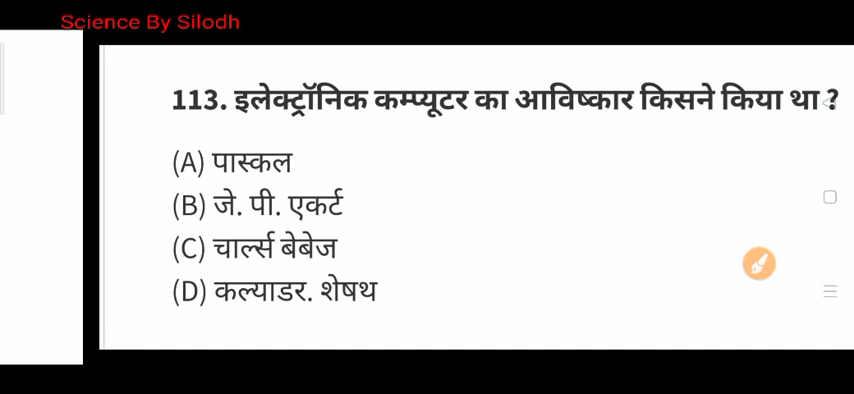 Science By Silodh
113. इलेक्ट्रॉनिक कम्प्यूटर का आविष्कार किसने किया था ?
(A) पास्कल
(B) जे. पी. एकर्ट
(C) चार्ल्स बेबेज
(D) कल्याडर. शेषथ